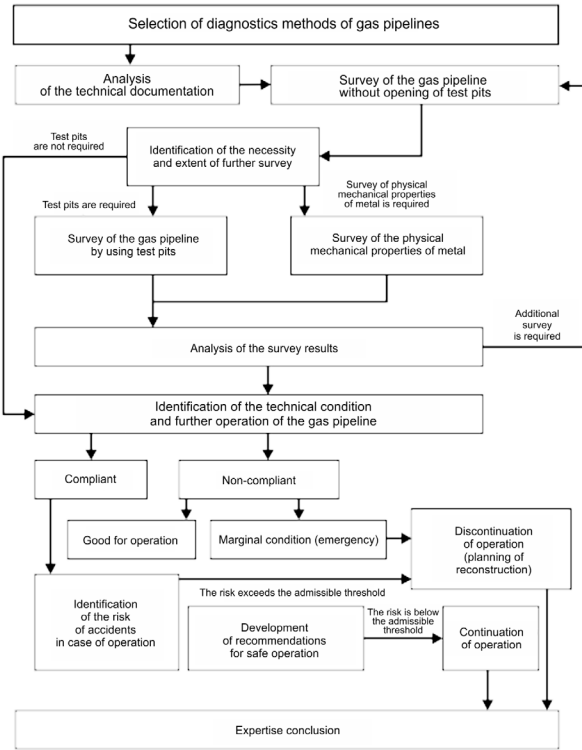 Selection of diagnostics methods of gas pipelines
Analysis
of the technical documentation
Survey of the gas pipeline
without opening of test pits
Test pits
are not required
Identification of the necessity
and extent of further survey
Test pits are required
Survey of physical
mechanical properties
of metal is required
Survey of the gas pipeline
by using test pits
Survey of the physical
mechanical properties of metal
Additional
survey
is required
Analysis of the survey results
Identification of the technical condition
and further operation of the gas pipeline
Compliant
Non-compliant
Good for operation
Marginal condition (emergency)
Discontinuation
of operation
(planning of
reconstruction)
The risk exceeds the admissible threshold
Identification
of the risk
of accidents
in case of operation
Development
of recommendations
for safe operation
The risk is below
the admissible
threshold
Continuation
of operation
Expertise conclusion